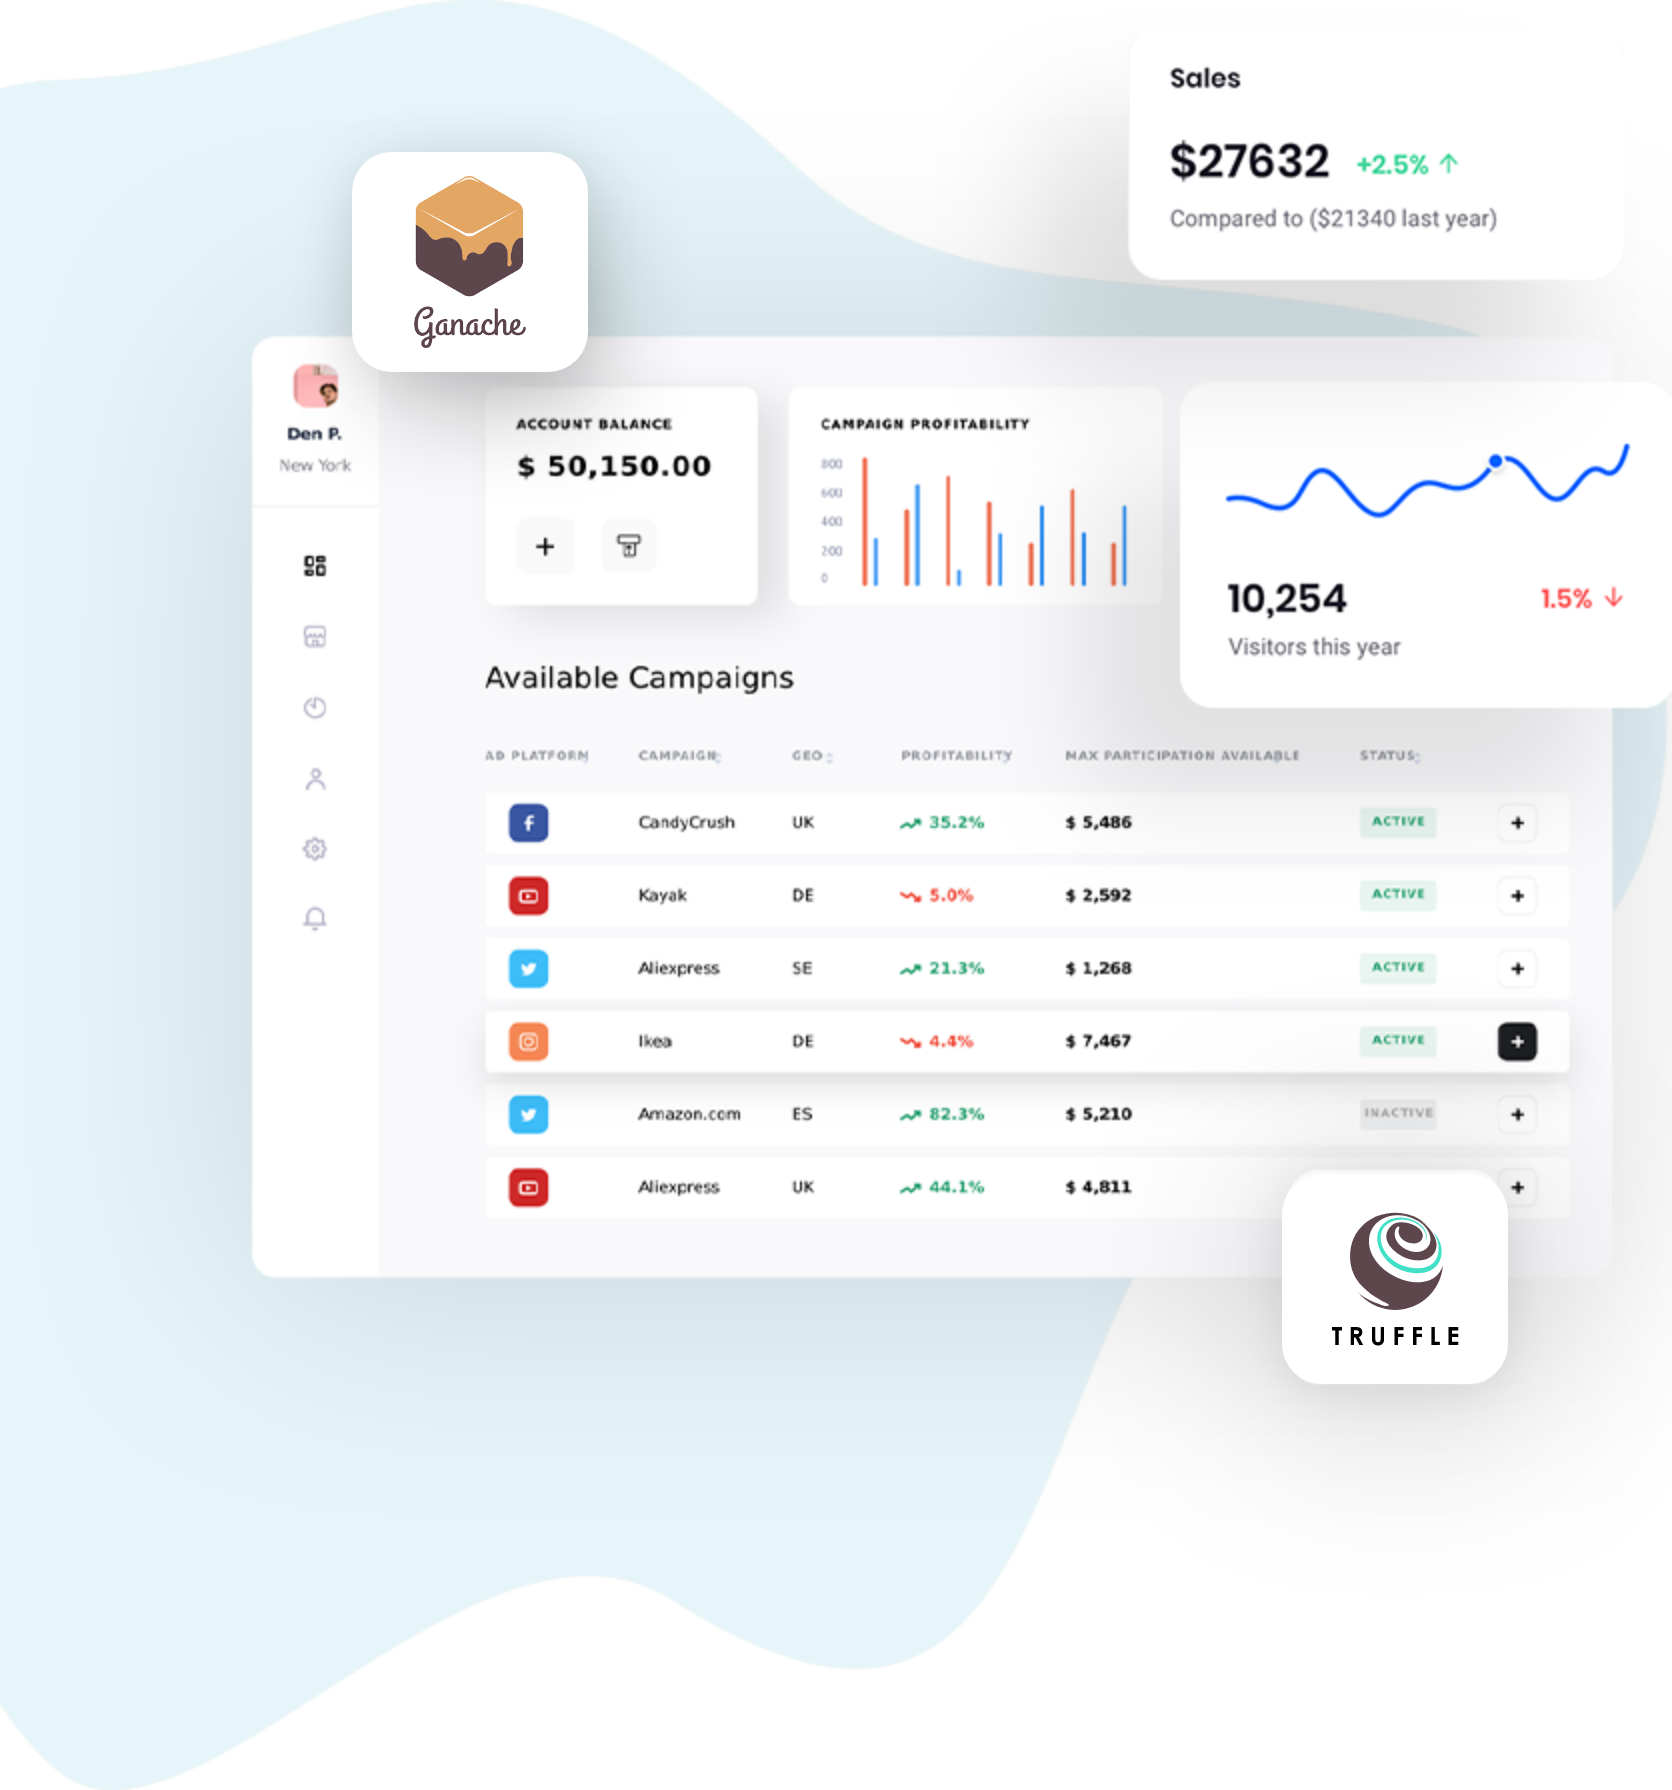 Sales
$27632 +2.5%
Compared to ($21340 last year)
Ganache
Den P.
New York
ACCOUNT BALANCE
$ 50,150.00
CAMPAIGN PROFITABILITY
800
600
400
200
0
10,254 1.5%
Visitors this year
Available Campaigns
AD PLATFORM CAMPAIGN GEO PROFITABILITY MAX PARTICIPATION AVAILABLE STATUS
CandyCrush UK 35.2% $ 5,486 ACTIVE +
Kayak DE 5.0% $ 2,592 ACTIVE +
Aliexpress SE 21.3% $ 1,268 ACTIVE +
Ikea DE 4.4% $ 7,467 ACTIVE +
Amazon.com ES 82.3% $ 5,210 INACTIVE +
Aliexpress UK 44.1% $ 4,811 +
TRUFFLE